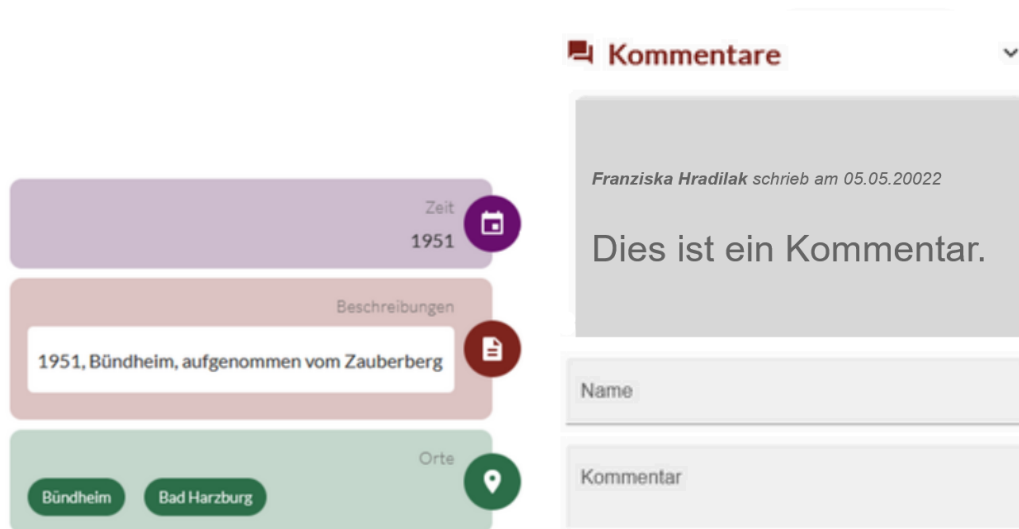 Zeit
1951
Beschreibungen
1951, Bündheim, aufgenommen vom Zauberberg
Orte
Bündheim
Bad Harzburg
Kommentare
Franziska Hradilak schrieb am 05.05.20022
Dies ist ein Kommentar.
Name
Kommentar